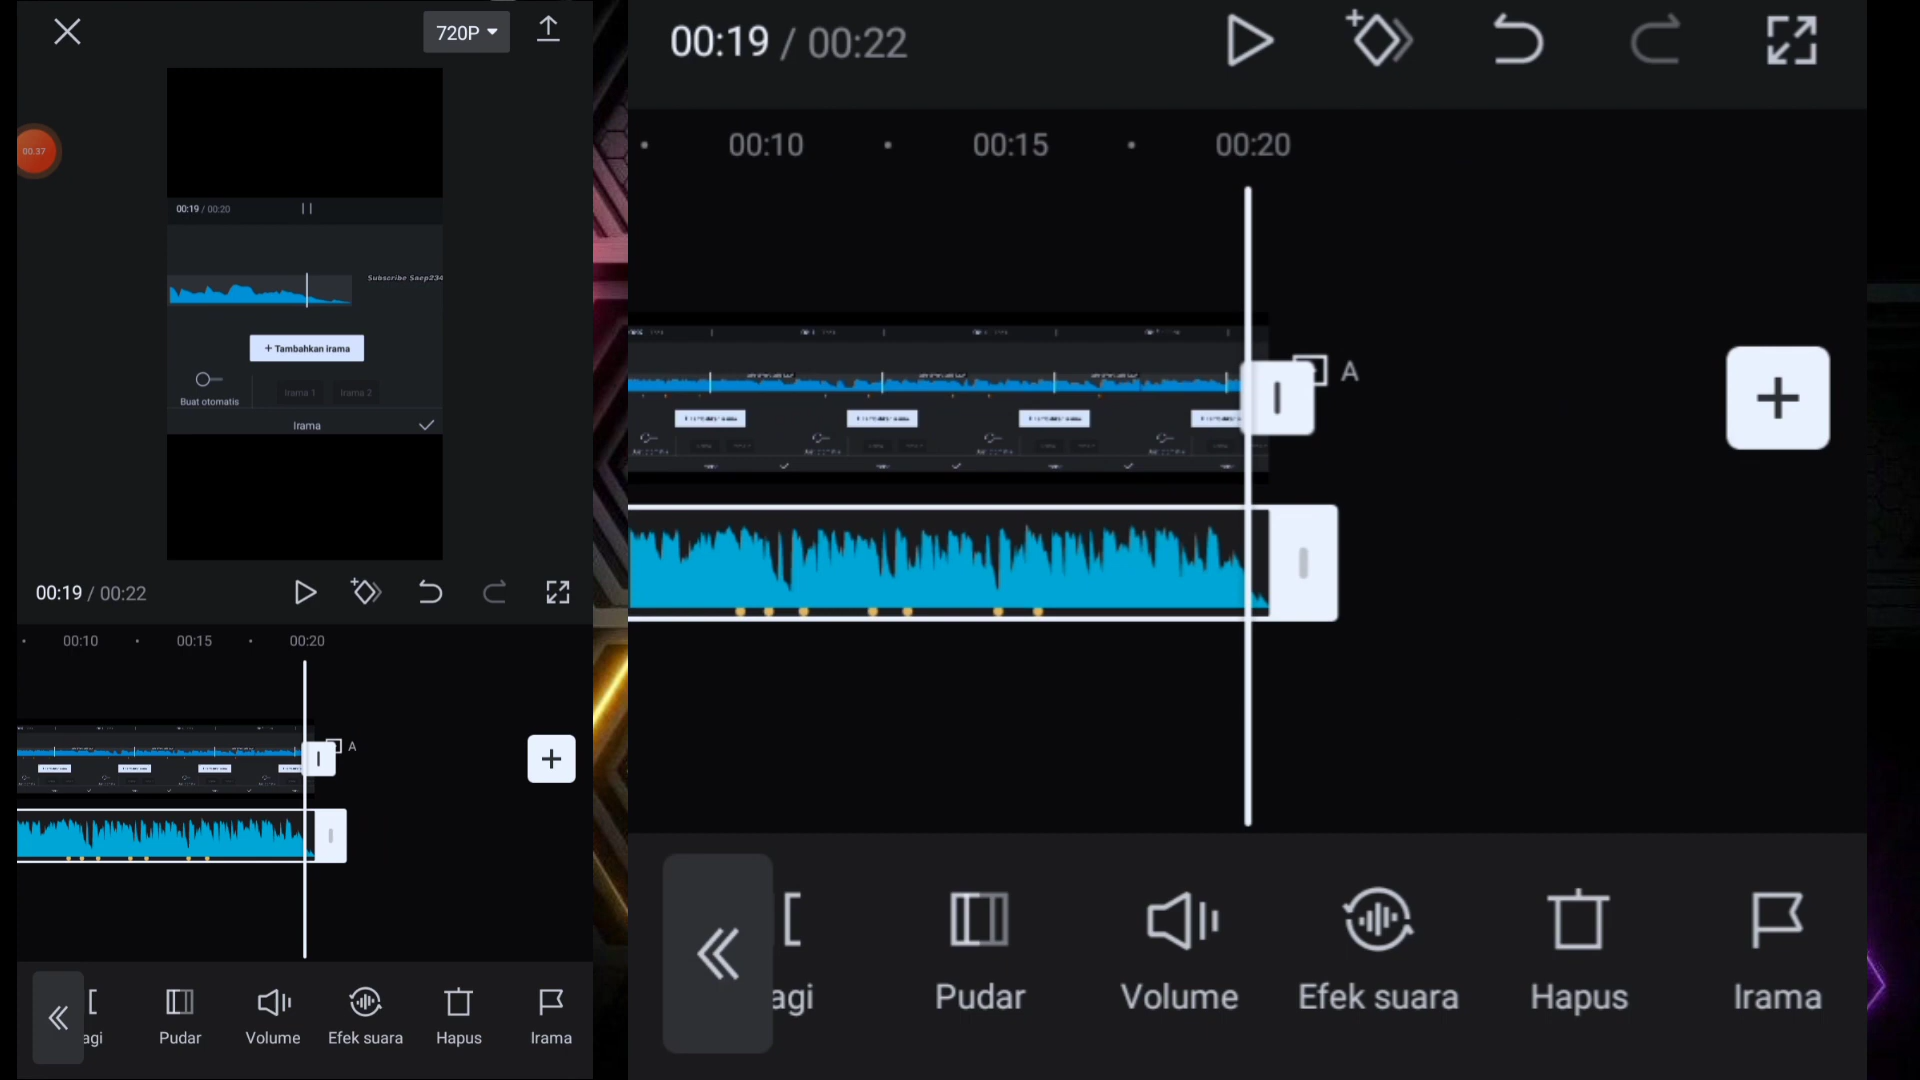 720P
00.37
00:19 / 00:20
Subscribe Saep234
+ Tambahkan irama
Buat otomatis
Irama 1
Irama 2
Irama
00:19 / 00:22
00:10
00:15
00:20
A
agi
Pudar
Volume
Efek suara
Hapus
Irama
00:19 / 00:22
00:10
00:15
00:20
A
agi
Pudar
Volume
Efek suara
Hapus
Irama